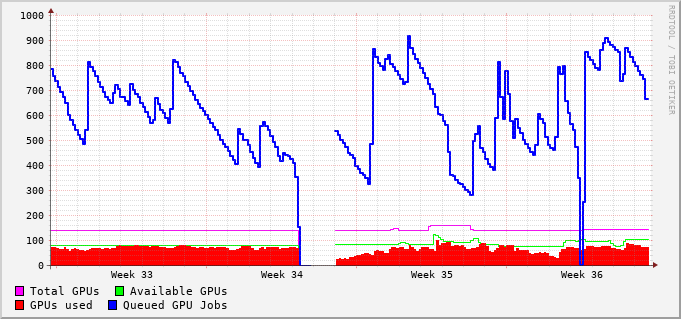 1000
900
800
700
600
500
400
300
200
100
0
Week 33 Week 34 Week 35 Week 36
Total GPUs Available GPUs
GPUs used Queued GPU Jobs
RRDTOOL / TOBI OETIKER